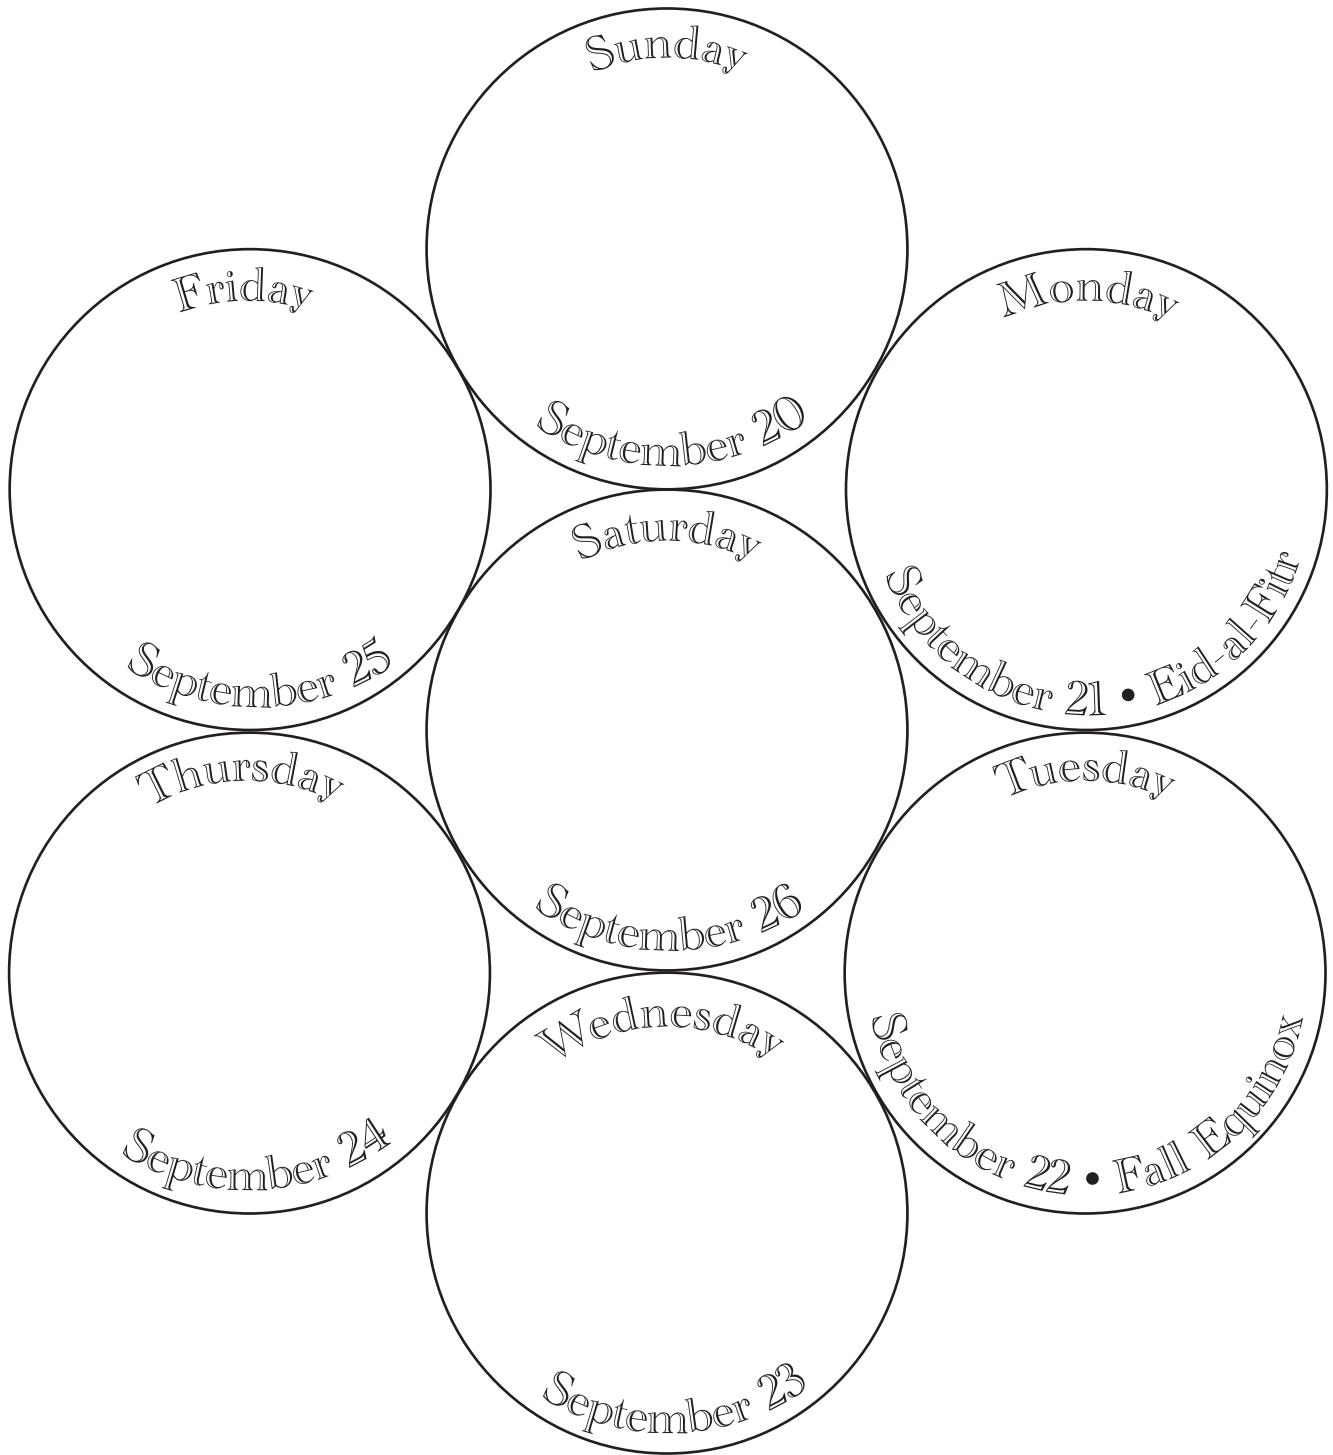 Sunday
September 20
Monday
September 21 • Eid-al-Fitr
Tuesday
September 22 • Fall Equinox
Wednesday
September 23
Thursday
September 24
Friday
September 25
Saturday
September 26